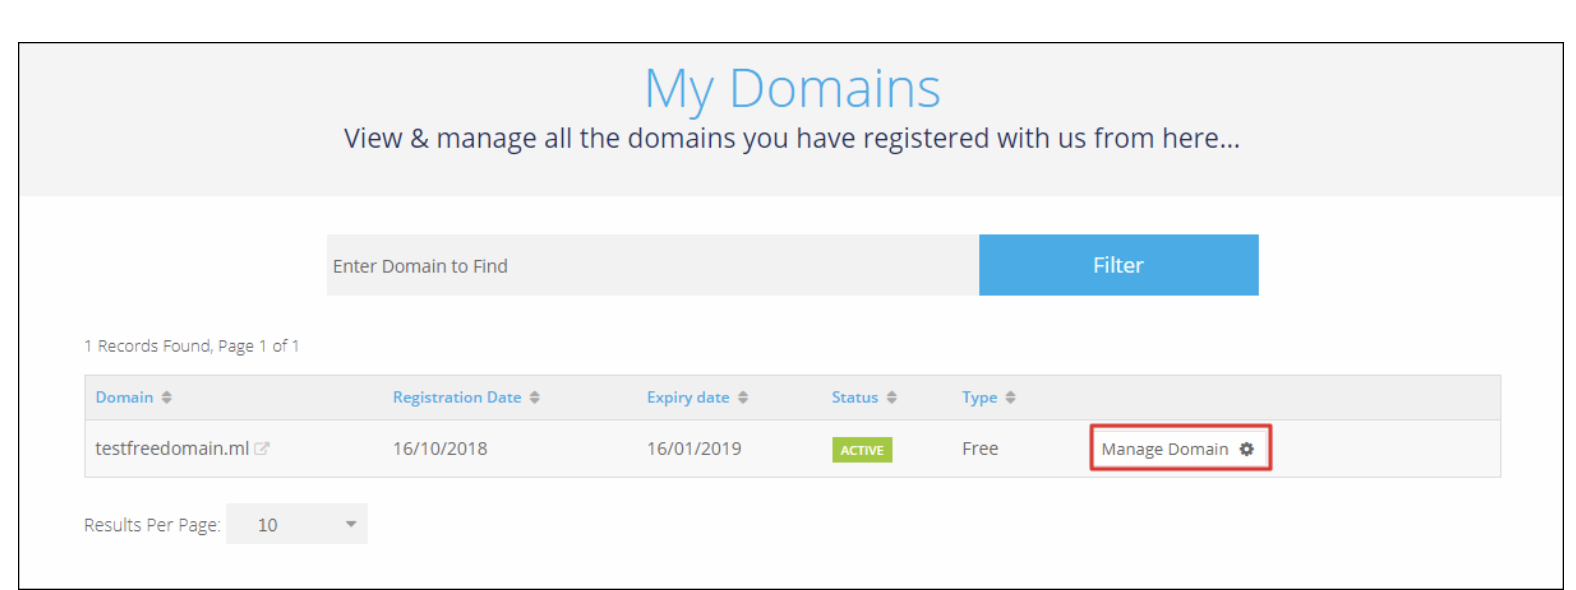 My Domains
View & manage all the domains you have registered with us from here...
Enter Domain to Find Filter
1 Records Found, Page 1 of 1
Domain Registration Date Expiry date Status Type
testfreedomain.ml 16/10/2018 16/01/2019 ACTIVE Free Manage Domain
Results Per Page: 10